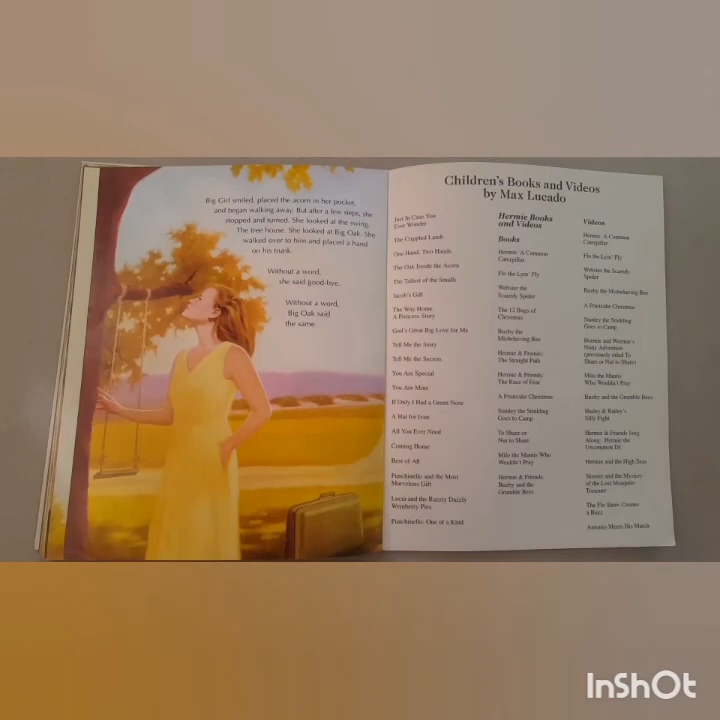 Big Girl smiled, placed the acorn in her pocket,
and began walking away. But after a few steps, she
stopped and turned. She looked at the swing.
The tree house. She looked at Big Oak. She
walked over to him and placed a hand
on his trunk.
Without a word,
she said good-bye.
Without a word,
Big Oak said
the same.
Children's Books and Videos
by Max Lucado
Just In Case You
Ever Wonder
The Crippled Lamb
One Hand, Two Hands
The Oak Inside the Acorn
The Tallest of the Smalls
Jacob's Gift
The Way Home
A Princess Story
God's Great Big Love for Me
Tell Me the Story
Tell Me the Secrets
You Are Special
You Are Mine
If Only I Had a Green Nose
A Hat for Ivan
All You Ever Need
Coming Home
Best of All
Punchinello and the Most
Marvelous Gift
Lucia and the Razzly Dazzly
Wemberry Pies
Punchinello: One of a Kind
Hermie Books
and Videos
Books
Hermie: A Common
Caterpillar
Flo the Lyin' Fly
Webster the
Scaredy Spider
The 12 Bugs of
Christmas
Buzby the
Misbehaving Bee
Hermie & Friends:
The Straight Path
Hermie & Friends:
The Race of Four
A Fruitcake Christmas
Stanley the Stinkbug
Goes to Camp
To Share or
Nut to Share
Milo the Mantis Who
Wouldn't Pray
Hermie & Friends:
Buzby and the
Grumble Bees
Videos
Hermie: A Common
Caterpillar
Flo the Lyin' Fly
Webster the Scaredy
Spider
Buzby the Misbehaving Bee
A Fruitcake Christmas
Stanley the Stinkbug
Goes to Camp
Hermie and Wormie's
Nutty Adventure
(previously titled To
Share or Nut to Share)
Milo the Mantis
Who Wouldn't Pray
Buzby and the Grumble Bees
Hailey & Bailey's
Silly Fight
Hermie & Friends Sing
Along: Hermie the
Uncommon
Hermie and the High Seas
Skeeter and the Mystery
of the Lost Mosquito
Treasure
The Flo Show Creates
a Buzz
Antonio Meets His Match
InShOt